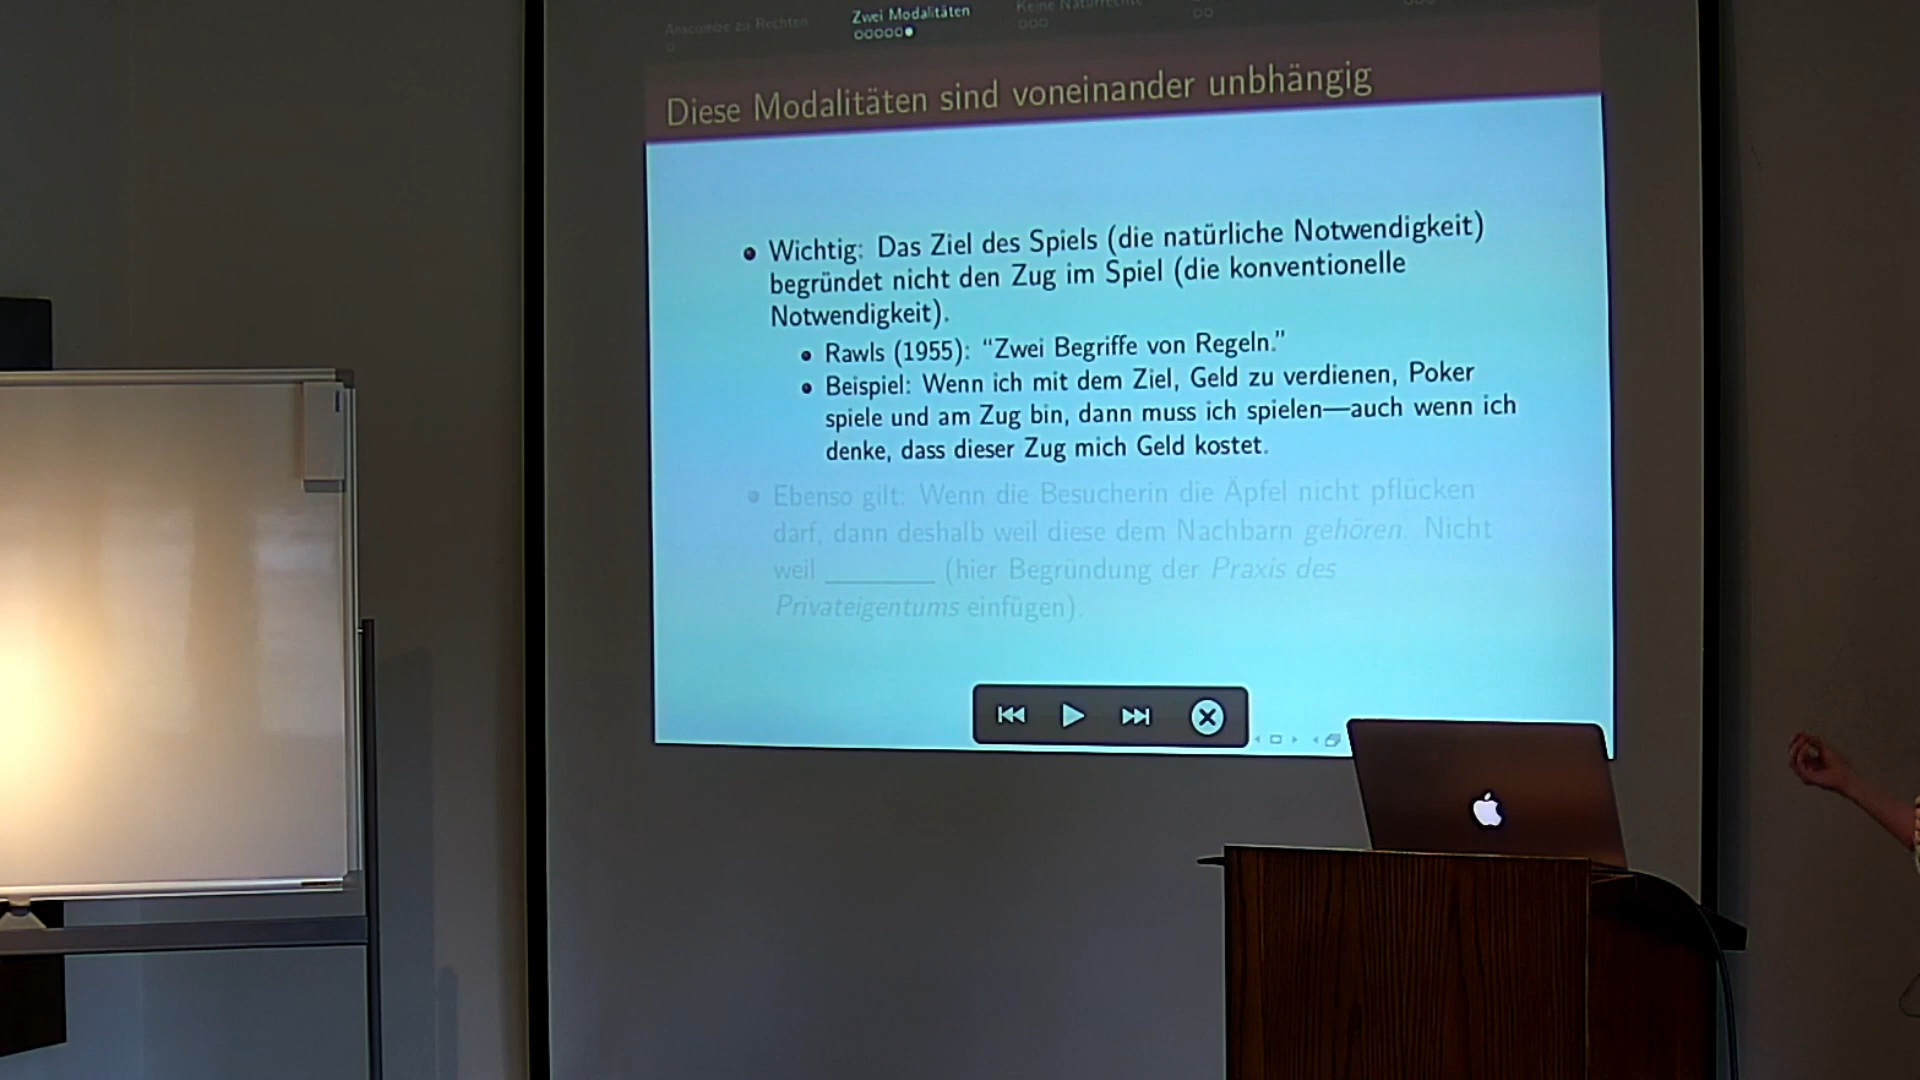 Anscombe zu Rechten
Zwei Modalitäten
Keine Naturrechte
Diese Modalitäten sind voneinander unbhängig
Wichtig: Das Ziel des Spiels (die natürliche Notwendigkeit)
begründet nicht den Zug im Spiel (die konventionelle
Notwendigkeit).
Rawls (1955): “Zwei Begriffe von Regeln.”
Beispiel: Wenn ich mit dem Ziel, Geld zu verdienen, Poker
spiele und am Zug bin, dann muss ich spielen—auch wenn ich
denke, dass dieser Zug mich Geld kostet.
Ebenso gilt: Wenn die Besucherin die Äpfel nicht pflücken
darf, dann deshalb weil diese dem Nachbarn gehören. Nicht
weil ________ (hier Begründung der Praxis des
Privateigentums einfügen).